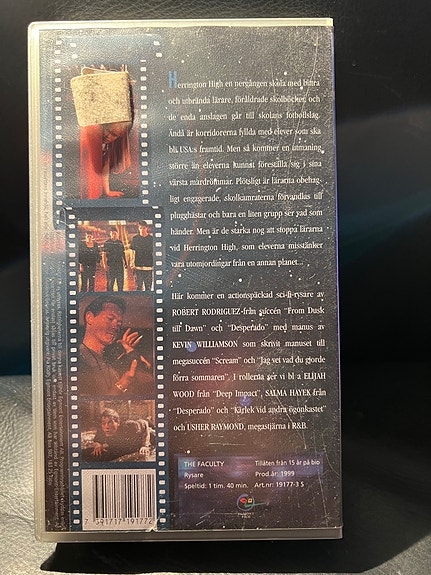 Herrington High en nergången skola med bittra
och utbrända lärare, föråldrade skolböcker och
de enda anslagen går till skolans fotbollslag.
Ändå är korridorerna fyllda med elever som ska
bli USAs framtid. Men så kommer en utmaning
större än eleverna kunnat föreställa sig i sina
värsta mardrömmar. Plötsligt är lärarna obehag-
ligt engagerade, skolkamraterna förvandlas till
plugghästar och bara en liten grupp ser vad som
händer. Men är de starka nog att stoppa lärarna
vid Herrington High, som eleverna misstänker
vara utomjordingar från en annan planet...
Här kommer en actionspäckad sci-fi-rysare av
ROBERT RODRIGUEZ-från succén "From Dusk
till Dawn" och "Desperado" med manus av
KEVIN WILLIAMSON som skrivit manuset till
megasuccén "Scream" och "Jag vet vad du gjorde
förra sommaren". I rollerna ser vi bl a ELIJAH
WOOD från "Deep Impact", SALMA HAYEK från
"Desperado" och "Kärlek vid andra ögonkastet"
och USHER RAYMOND, megastjärna i R&B.
THE FACULTY
Rysare
Speltid: 1 tim. 40 min.
Tillåten från 15 år på bio
Prod.år: 1999
Art.nr: 19177-3 S
7 391717 191772